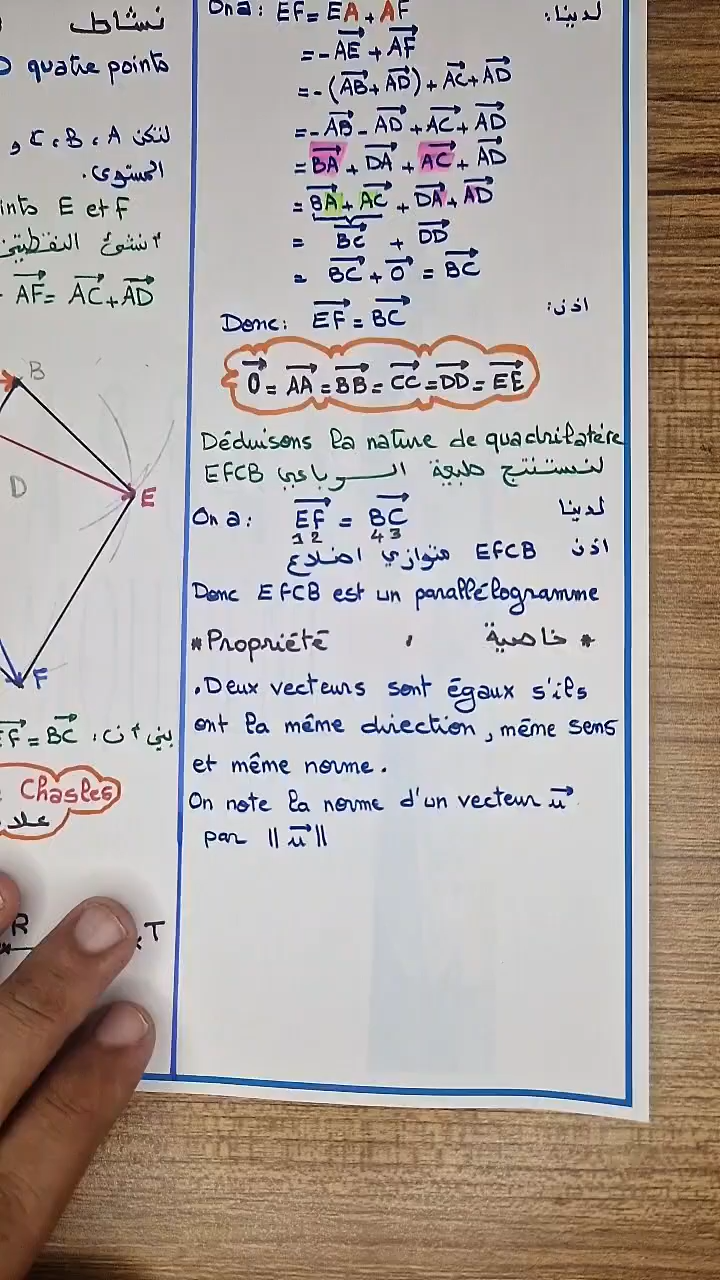 نشاط
quatre points
لتكن A ، B ، C و
المستوى.
ints E et F
أنشئ النقطتين
AF⃗ = AC⃗ + AD⃗
B
D
E
F
EF⃗ = BC⃗ بين أن:
Chasles
R
T
On a: EF = EA + AF لدينا:
= - AE⃗ + AF⃗
= - (AB⃗ + AD⃗) + AC⃗ + AD⃗
= - AB⃗ - AD⃗ + AC⃗ + AD⃗
= BA⃗ + DA⃗ + AC⃗ + AD⃗
= BA⃗ + AC⃗ + DA⃗ + AD⃗
= BC⃗ + DD⃗
= BC⃗ + 0⃗ = BC⃗
Donc: EF⃗ = BC⃗ اذن:
0⃗ = AA⃗ = BB⃗ = CC⃗ = DD⃗ = EE⃗
Déduisons la nature de quadrilatère
EFCB لنستنتج طبيعة الرباعي
On a: EF⃗ = BC⃗ لدينا
1 2 4 3
اذن EFCB متوازي اضلاع
Donc EFCB est un parallélogramme
* Propriété , خاصية *
. Deux vecteurs sont égaux s'ils
ont la même direction, même sens
et même norme.
On note la norme d'un vecteur u⃗
par || u⃗ ||